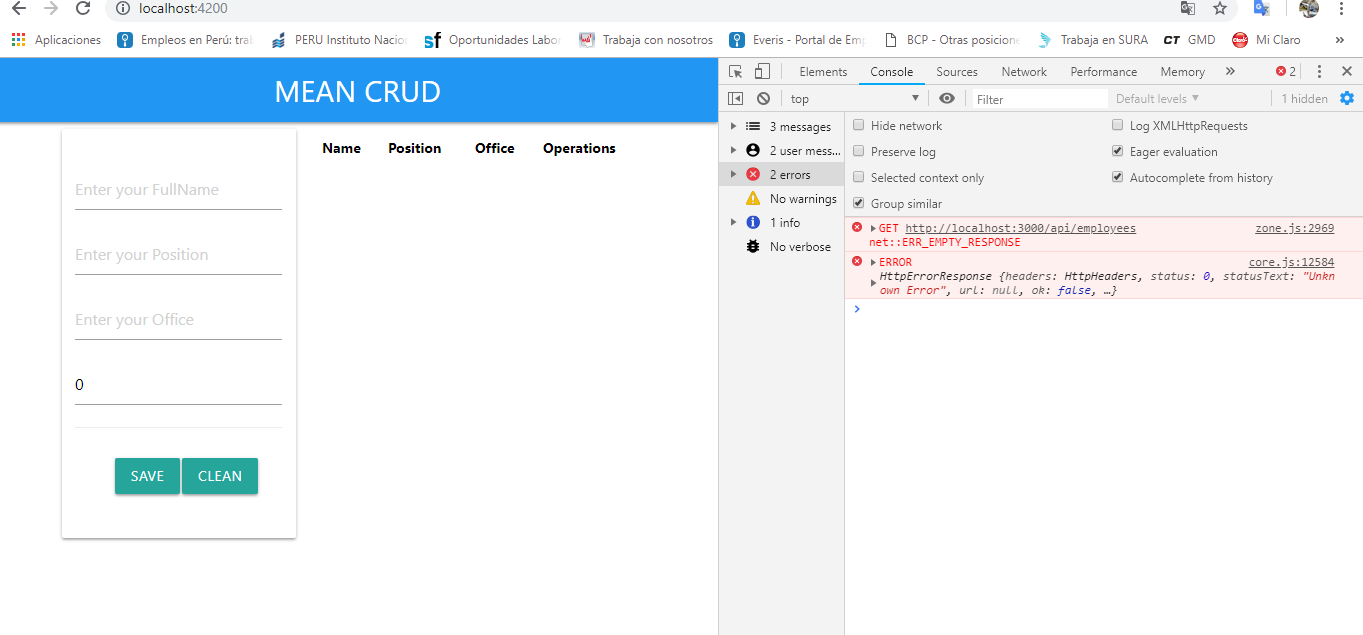 localhost:4200
Aplicaciones
Empleos en Perú: tra
PERU Instituto Nacio
Oportunidades Labor
Trabaja con nosotros
Everis - Portal de Em
BCP - Otras posicione
Trabaja en SURA
CT GMD
Mi Claro
»
MEAN CRUD
Enter your FullName
Enter your Position
Enter your Office
0
SAVE
CLEAN
Name Position Office Operations
Elements Console Sources Network Performance Memory » 2
top Filter Default levels 1 hidden
3 messages
2 user mess...
2 errors
No warnings
1 info
No verbose
Hide network
Log XMLHttpRequests
Preserve log
Eager evaluation
Selected context only
Autocomplete from history
Group similar
GET http://localhost:3000/api/employees zone.js:2969
net::ERR_EMPTY_RESPONSE
ERROR core.js:12584
HttpErrorResponse {headers: HttpHeaders, status: 0, statusText: "Unkn
own Error", url: null, ok: false, …}